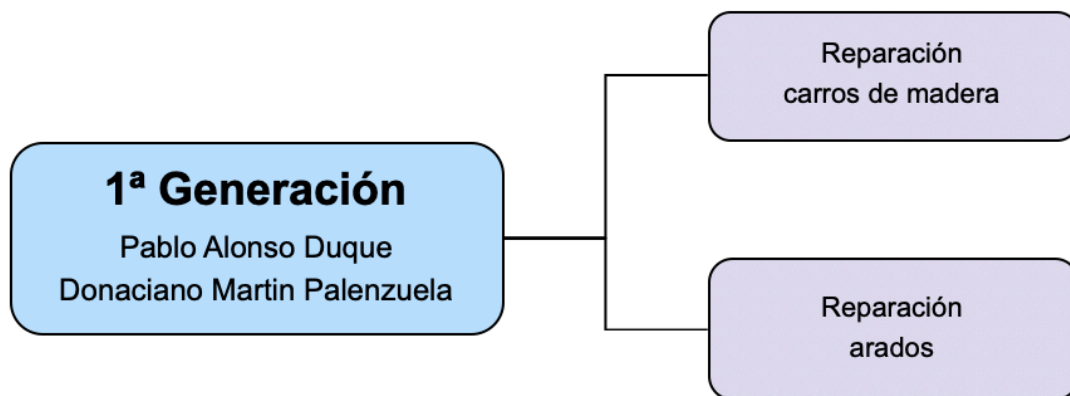 1ª Generación
Pablo Alonso Duque
Donaciano Martin Palenzuela
Reparación
carros de madera
Reparación
arados